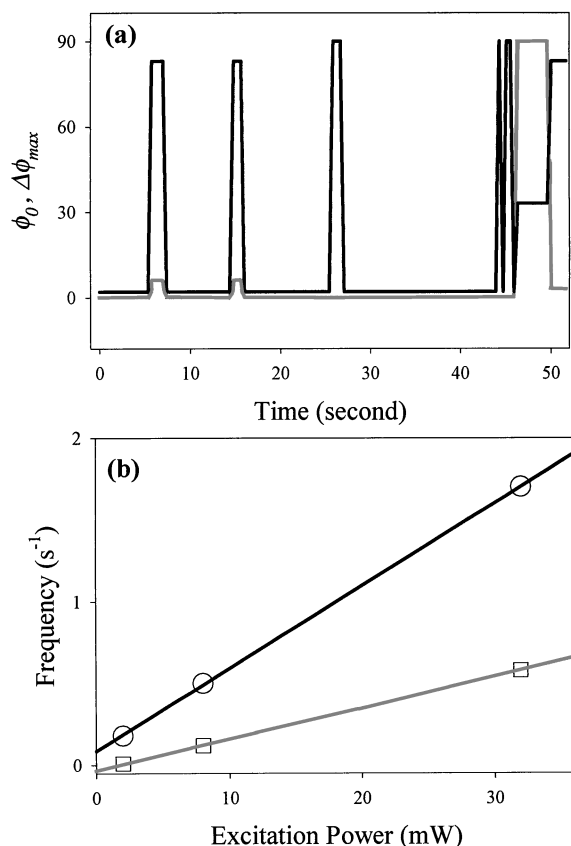 (a)
90
60
30
0
ϕ₀, Δϕₘₐₓ
0 10 20 30 40 50
Time (second)
(b)
2
1
0
Frequency (s⁻¹)
0 10 20 30
Excitation Power (mW)